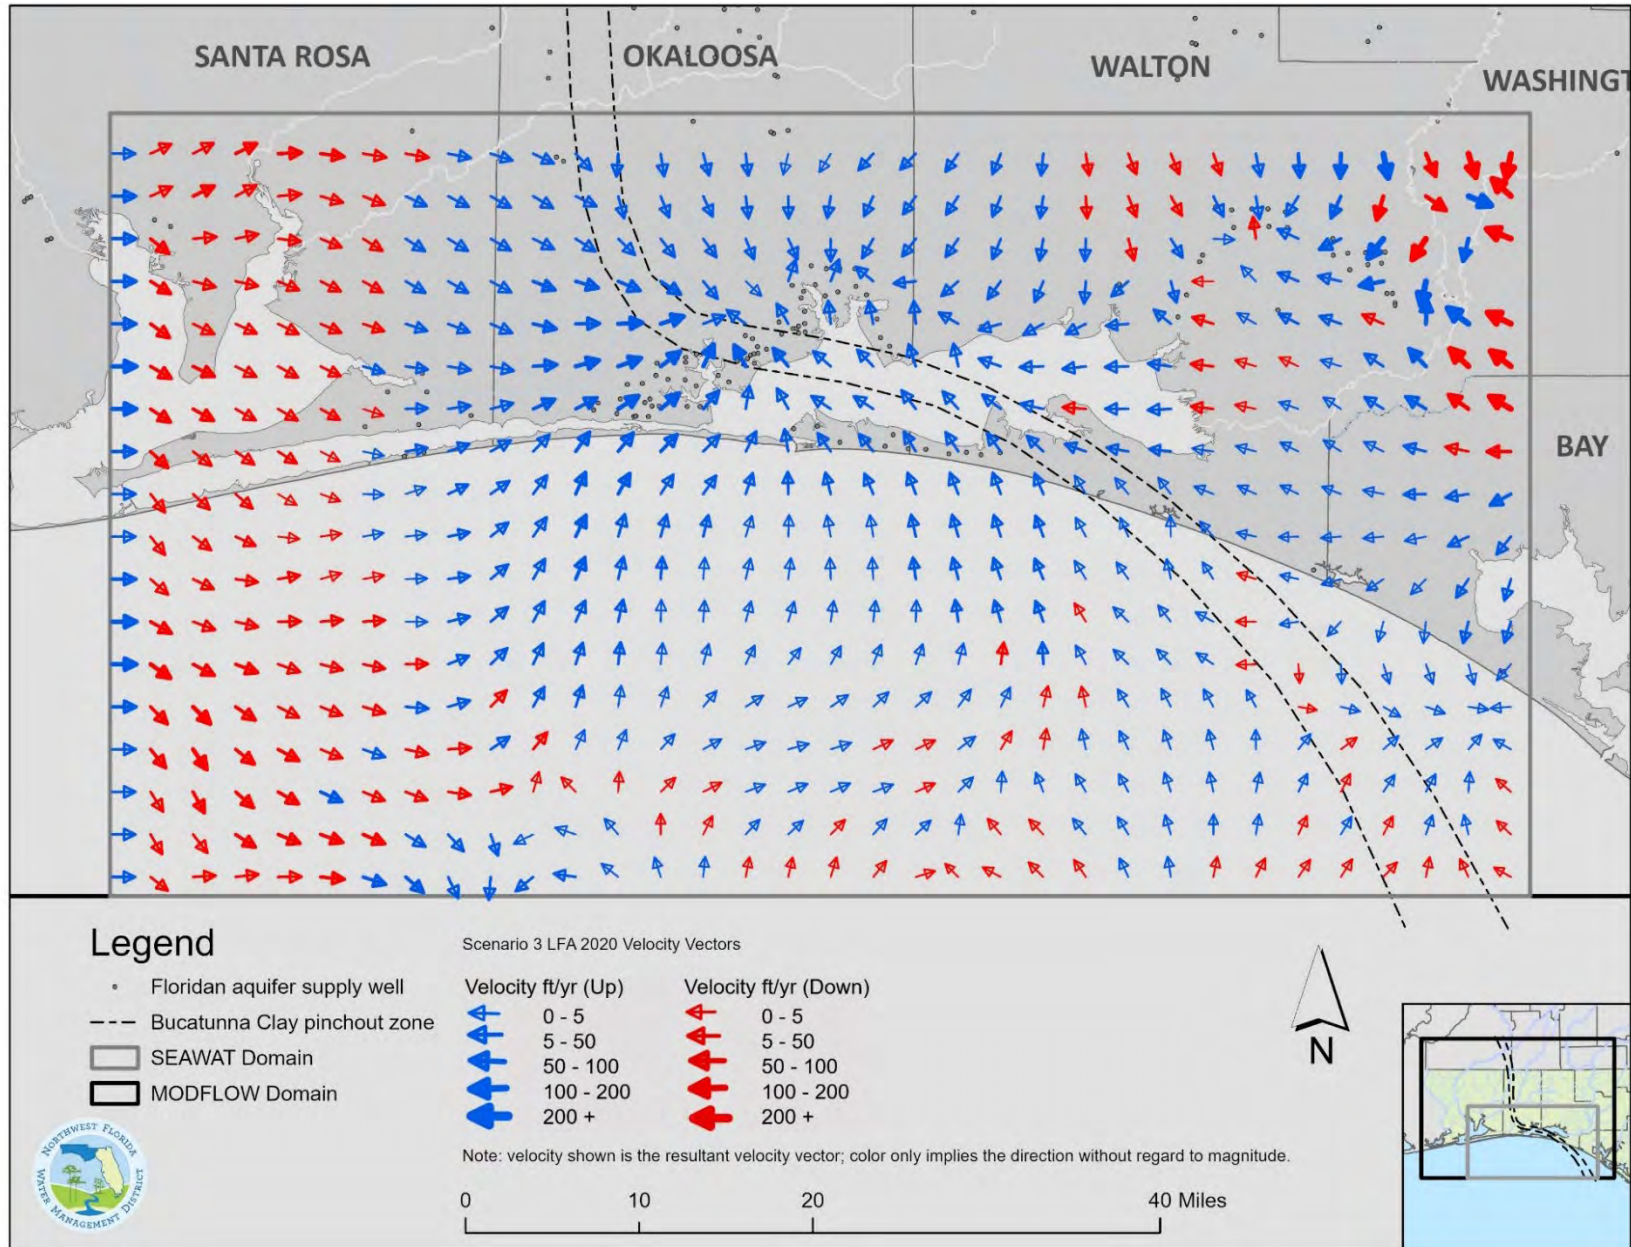 SANTA ROSA
OKALOOSA
WALTON
WASHINGT
BAY
Legend
Floridan aquifer supply well
Bucatunna Clay pinchout zone
SEAWAT Domain
MODFLOW Domain
Scenario 3 LFA 2020 Velocity Vectors
Velocity ft/yr (Up)
0 - 5
5 - 50
50 - 100
100 - 200
200 +
Velocity ft/yr (Down)
0 - 5
5 - 50
50 - 100
100 - 200
200 +
Note: velocity shown is the resultant velocity vector; color only implies the direction without regard to magnitude.
0 10 20 40 Miles
N
NORTHWEST FLORIDA
WATER MANAGEMENT DISTRICT